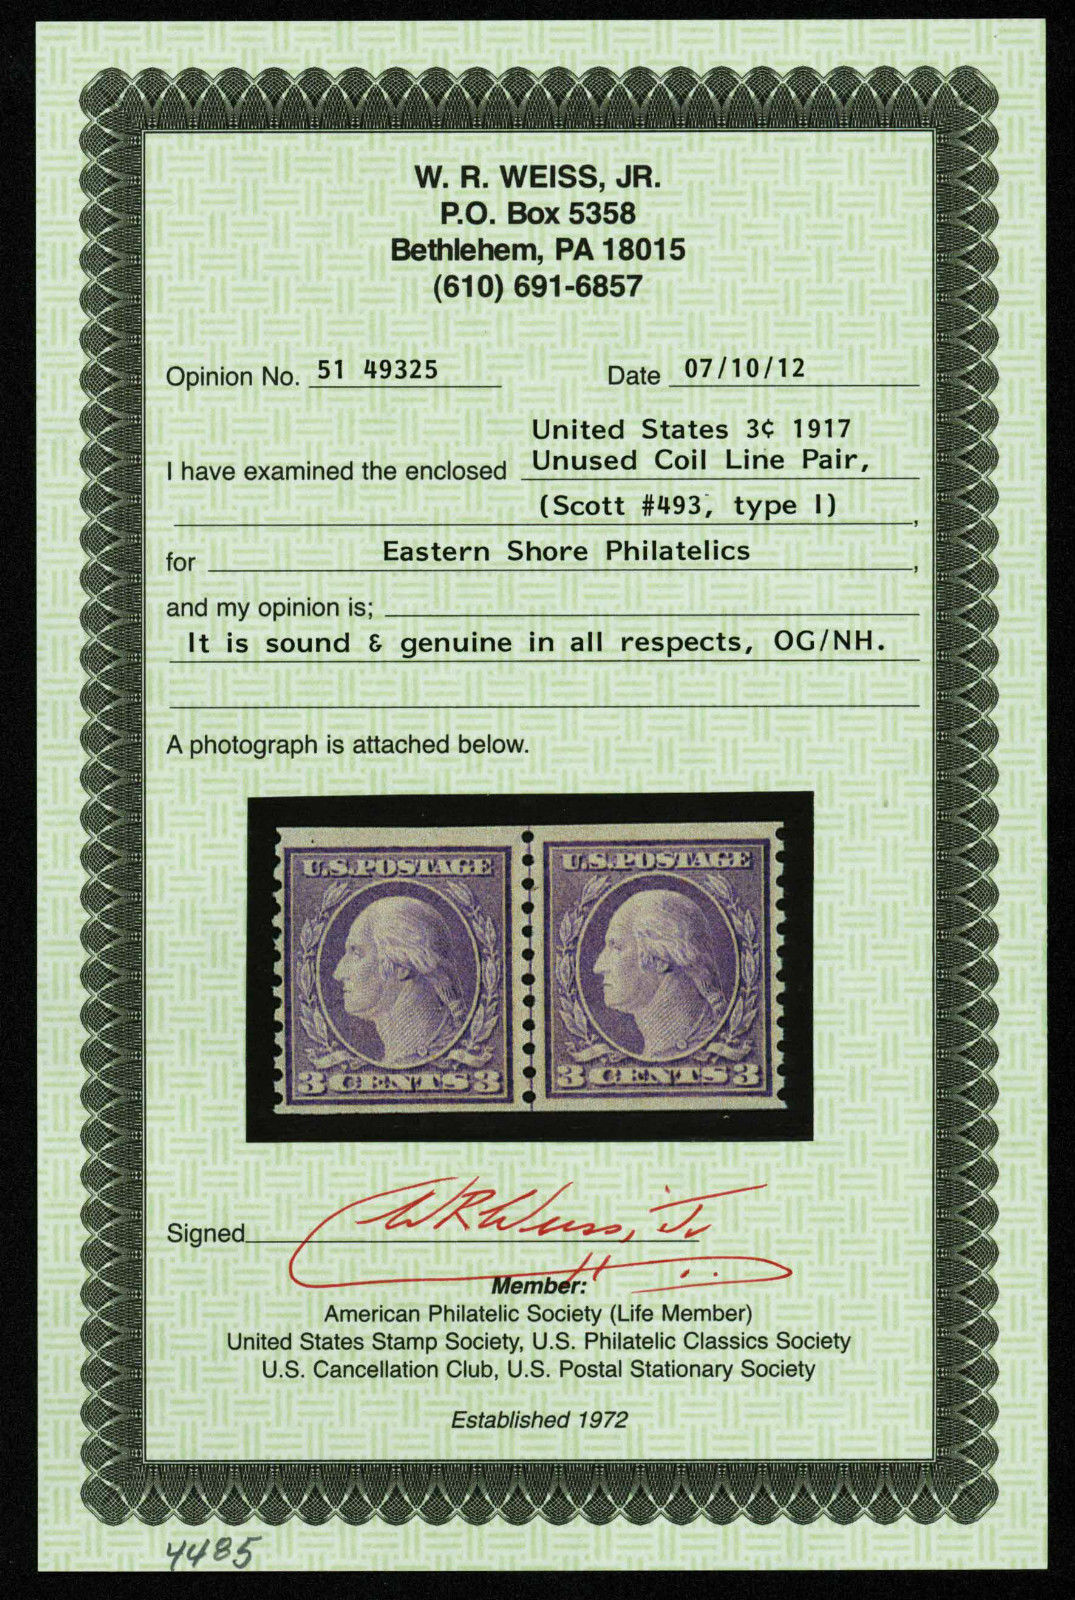 W. R. WEISS, JR.
P.O. Box 5358
Bethlehem, PA 18015
(610) 691-6857
Opinion No. 51 49325 Date 07/10/12
United States 3¢ 1917
I have examined the enclosed Unused Coil Line Pair,
(Scott #493, type I) ,
for Eastern Shore Philatelics ,
and my opinion is;
It is sound & genuine in all respects, OG/NH.
A photograph is attached below.
U.S.POSTAGE U.S.POSTAGE
3 CENTS 3 3 CENTS 3
Signed WRWeiss, Jr
Member:
American Philatelic Society (Life Member)
United States Stamp Society, U.S. Philatelic Classics Society
U.S. Cancellation Club, U.S. Postal Stationary Society
Established 1972
4485